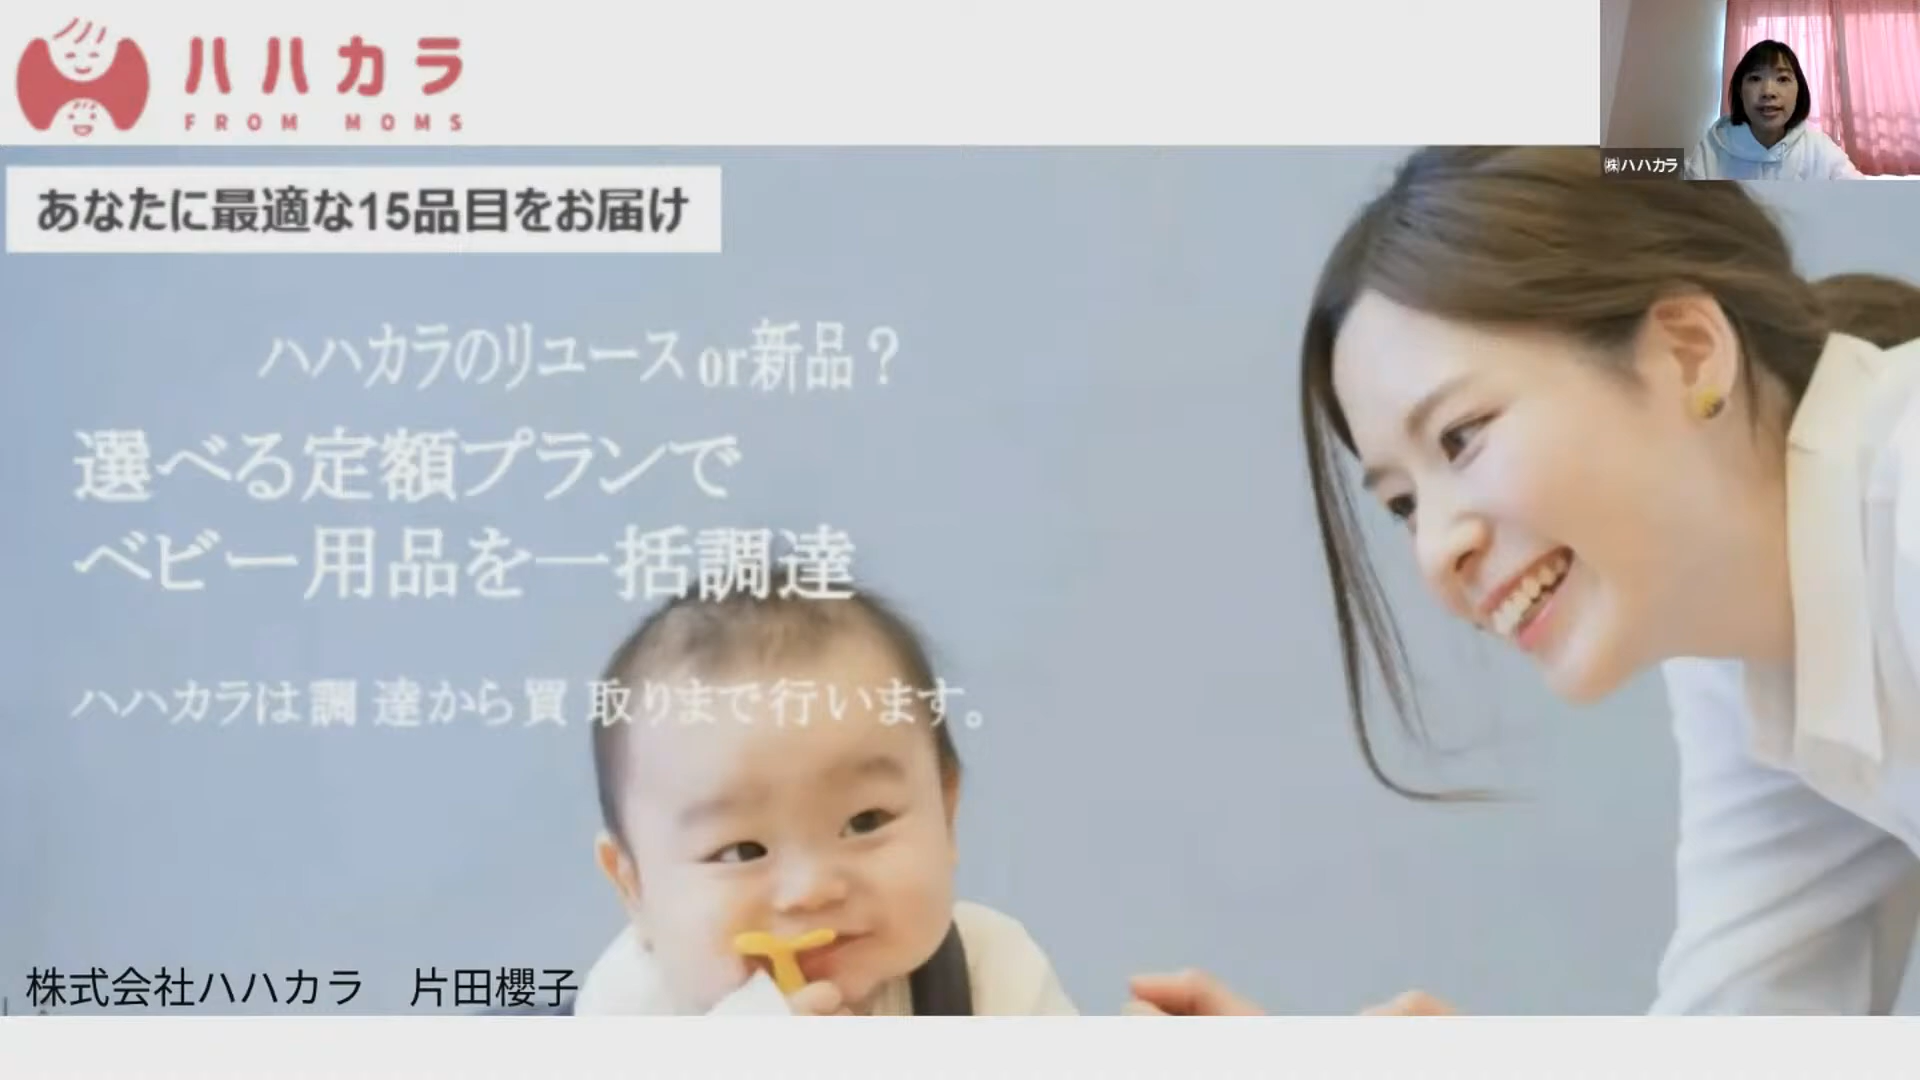 ハハカラ
FROM MOMS
㈱ハハカラ
あなたに最適な15品目をお届け
ハハカラのリユースor新品？
選べる定額プランで
ベビー用品を一括調達
ハハカラは調達から買取りまで行います。
株式会社ハハカラ　片田櫻子